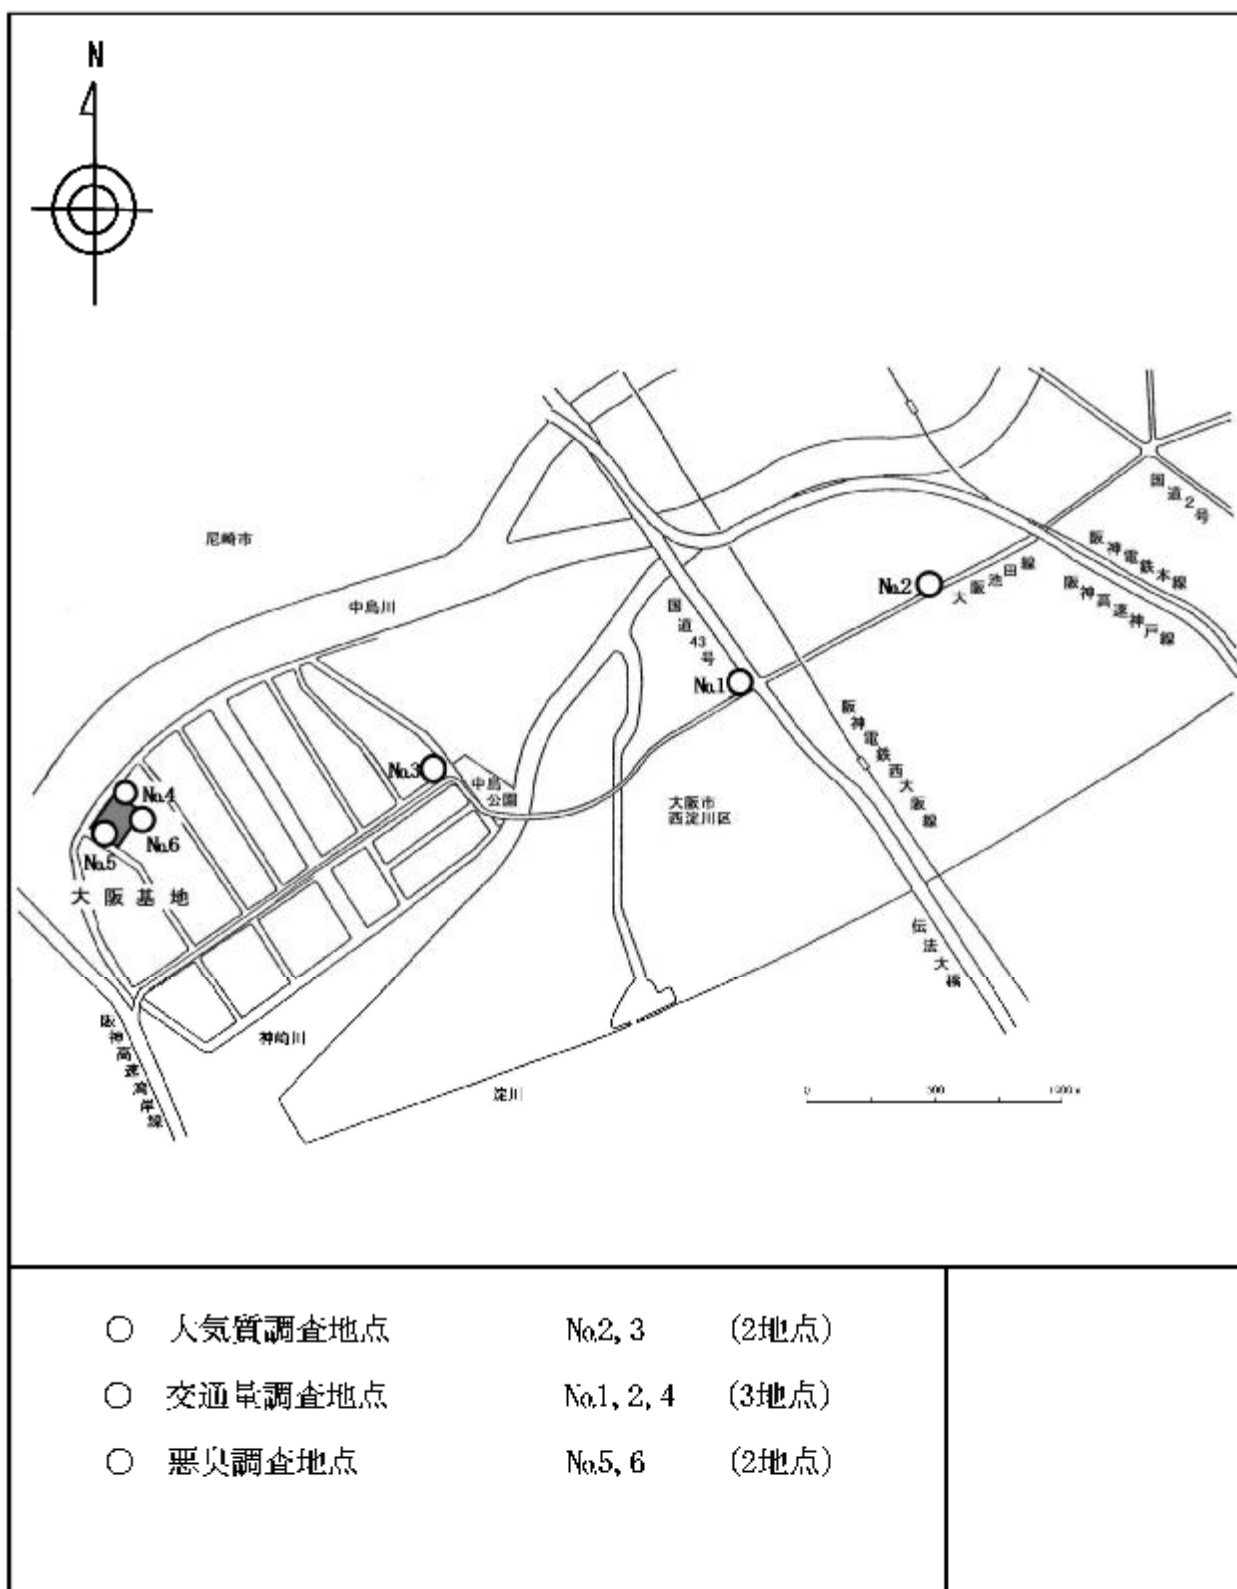 N
尼崎市
中島川
国道2号
阪神電鉄本線
阪神高速神戸線
大阪池田線
No.2
国道43号
No.1
阪神電鉄西大阪線
No.3
中島
公園
大阪市
西淀川区
No.4
No.6
No.5
大阪基地
伝法大橋
神崎川
阪神高速湾岸線
淀川
0 500 1000m
○ 大気質調査地点 No.2, 3 (2地点)
○ 交通量調査地点 No.1, 2, 4 (3地点)
○ 悪臭調査地点 No.5, 6 (2地点)